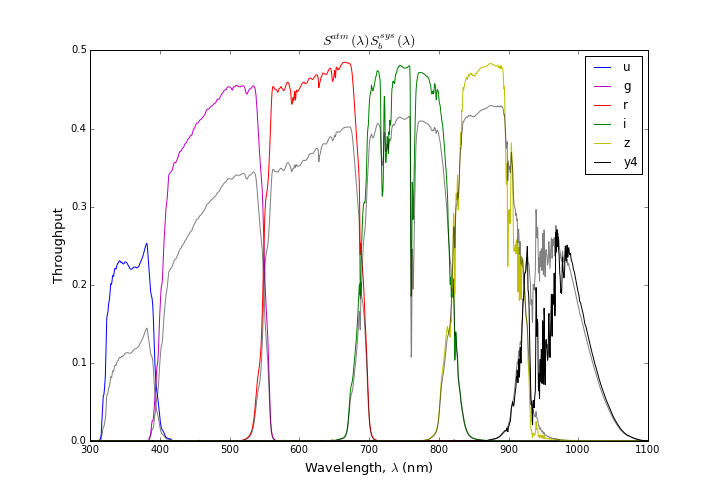 S^{atm}(λ)S_b^{sys}(λ)
Throughput
0.5
0.4
0.3
0.2
0.1
0.0
u
g
r
i
z
y4
300 400 500 600 700 800 900 1000 1100
Wavelength, λ (nm)